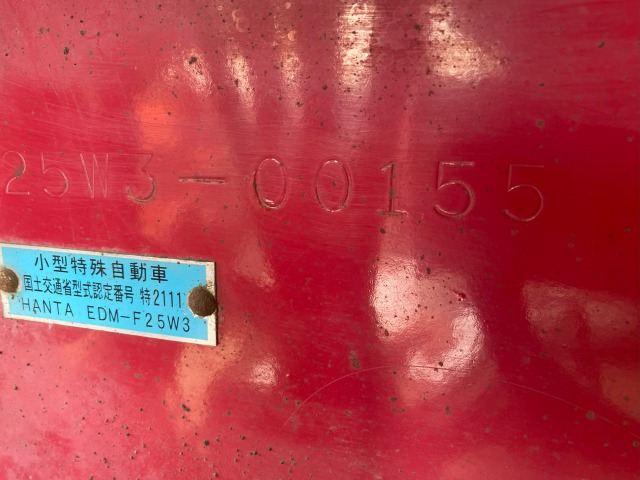 25W3-00155
小型特殊自動車
国土交通省型式認定番号 特2111
HANTA EDM-F25W3